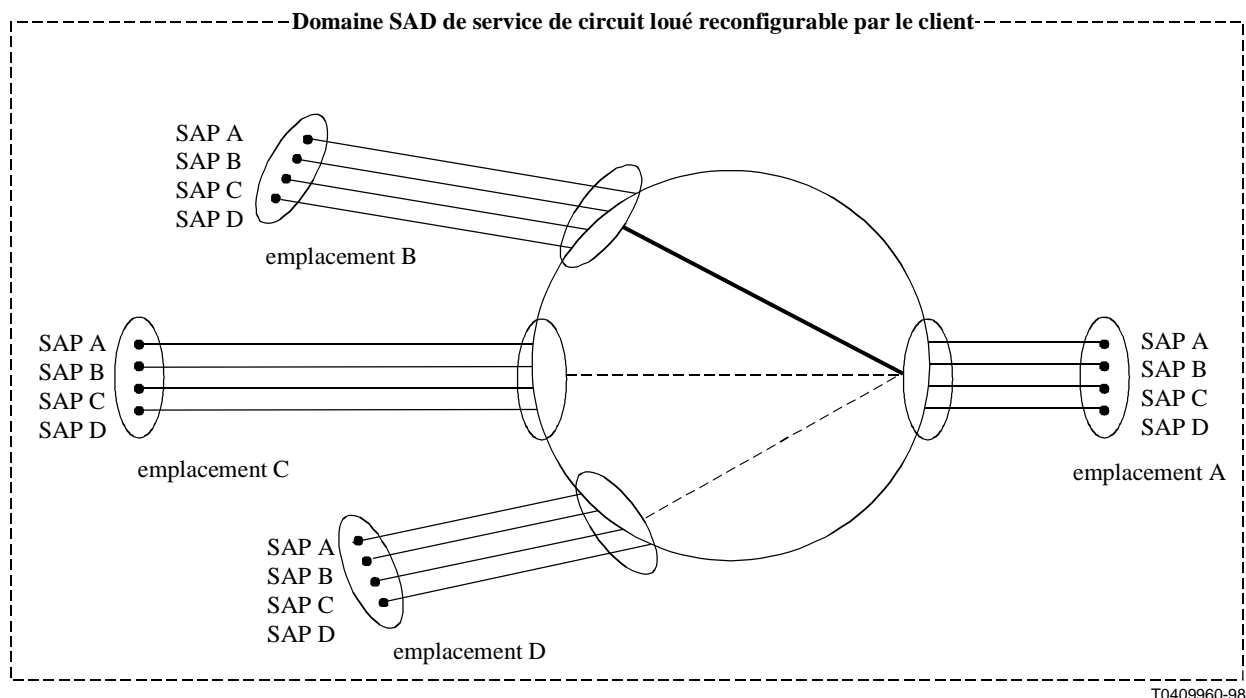 Domaine SAD de service de circuit loué reconfigurable par le client
SAP A
SAP B
SAP C
SAP D
emplacement B
SAP A
SAP B
SAP C
SAP D
emplacement C
SAP A
SAP B
SAP C
SAP D
emplacement A
SAP A
SAP B
SAP C
SAP D
emplacement D
T0409960-98